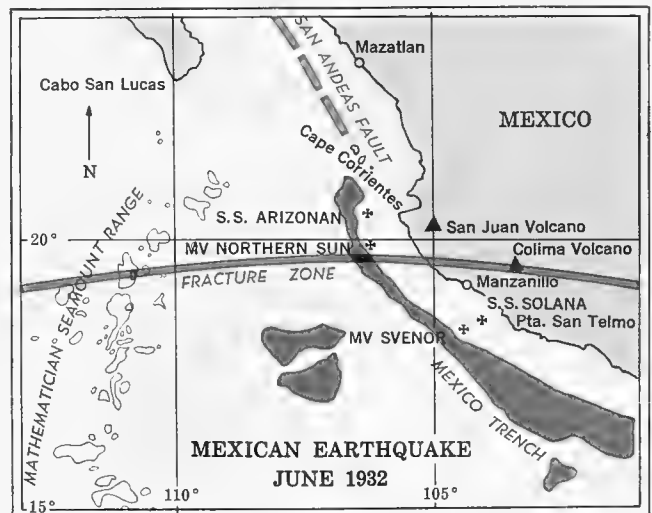 SAN ANDEAS FAULT
Mazatlan
Cabo San Lucas
MEXICO
N
Cape Corrientes
S.S. ARIZONAN
San Juan Volcano
20°
MV NORTHERN SUN
Colima Volcano
FRACTURE ZONE
Manzanillo
S.S. SOLANA
Pta. San Telmo
MV SVENOR
MATHEMATICIAN SEAMOUNT RANGE
MEXICO TRENCH
MEXICAN EARTHQUAKE
JUNE 1932
15°
110°
105°